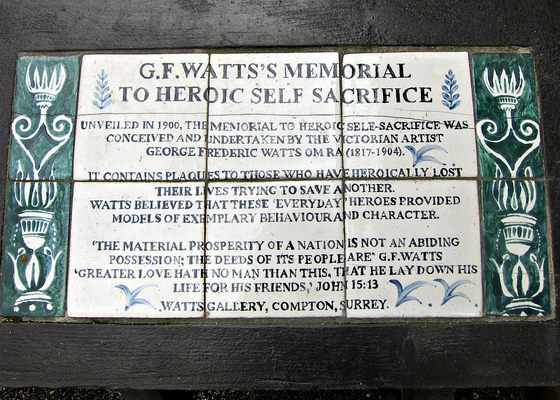 G.F.WATTS'S MEMORIAL
TO HEROIC SELF SACRIFICE
UNVEILED IN 1900, THE MEMORIAL TO HEROIC SELF-SACRIFICE WAS
CONCEIVED AND UNDERTAKEN BY THE VICTORIAN ARTIST
GEORGE FREDERIC WATTS OM RA (1817-1904).
IT CONTAINS PLAQUES TO THOSE WHO HAVE HEROICALLY LOST
THEIR LIVES TRYING TO SAVE ANOTHER.
WATTS BELIEVED THAT THESE 'EVERYDAY' HEROES PROVIDED
MODELS OF EXEMPLARY BEHAVIOUR AND CHARACTER.
'THE MATERIAL PROSPERITY OF A NATION IS NOT AN ABIDING
POSSESSION; THE DEEDS OF ITS PEOPLE ARE' G.F.WATTS
'GREATER LOVE HATH NO MAN THAN THIS, THAT HE LAY DOWN HIS
LIFE FOR HIS FRIENDS,' JOHN 15:13
WATTS GALLERY, COMPTON, SURREY.